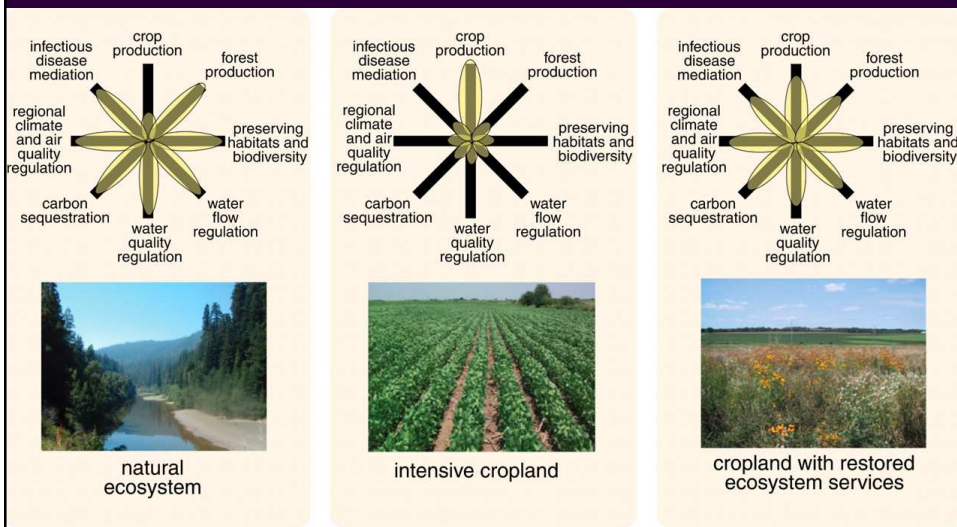 crop
production
infectious
disease
mediation
forest
production
regional
climate
and air
quality
regulation
preserving
habitats and
biodiversity
carbon
sequestration
water
flow
regulation
water
quality
regulation
natural
ecosystem
crop
production
infectious
disease
mediation
forest
production
regional
climate
and air
quality
regulation
preserving
habitats and
biodiversity
carbon
sequestration
water
flow
regulation
water
quality
regulation
intensive cropland
crop
production
infectious
disease
mediation
forest
production
regional
climate
and air
quality
regulation
preserving
habitats and
biodiversity
carbon
sequestration
water
flow
regulation
water
quality
regulation
cropland with restored
ecosystem services